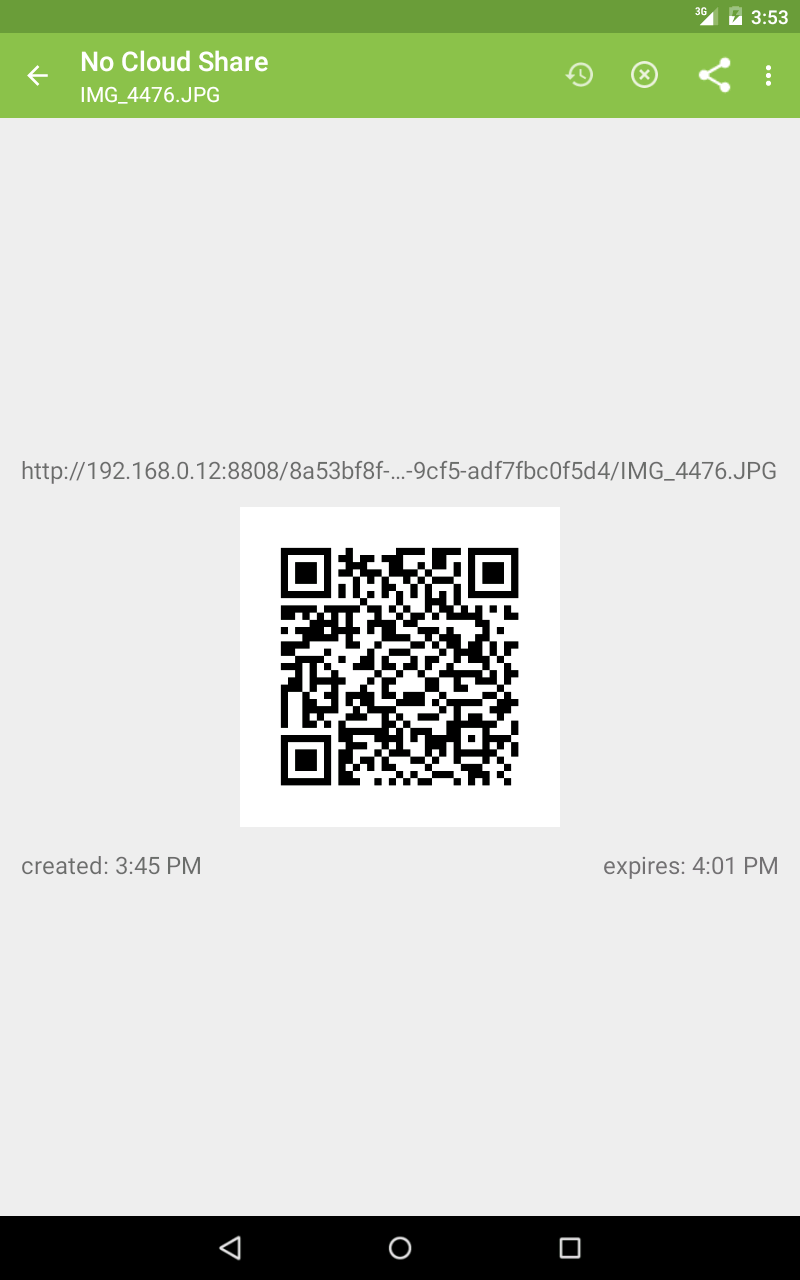 3G 3:53
No Cloud Share
IMG_4476.JPG
http://192.168.0.12:8808/8a53bf8f-...-9cf5-adf7fbc0f5d4/IMG_4476.JPG
created: 3:45 PM expires: 4:01 PM